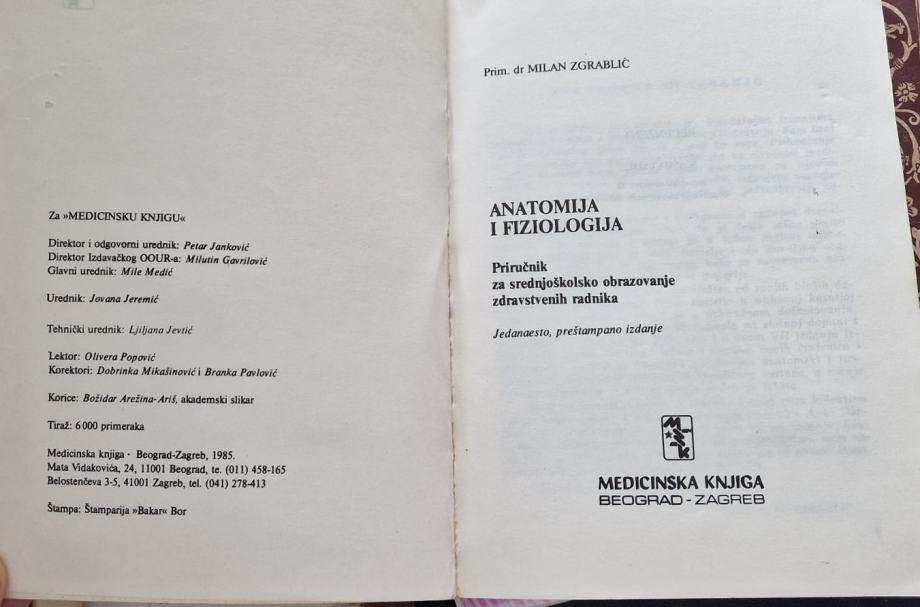 Za »MEDICINSKU KNJIGU«
Direktor i odgovorni urednik: Petar Janković
Direktor Izdavačkog OOUR-a: Milutin Gavrilović
Glavni urednik: Mile Medić
Urednik: Jovana Jeremić
Tehnički urednik: Ljiljana Jevtić
Lektor: Olivera Popović
Korektori: Dobrinka Mikašinović i Branka Pavlović
Korice: Božidar Arežina-Ariš, akademski slikar
Tiraž: 6 000 primeraka
Medicinska knjiga · Beograd-Zagreb, 1985.
Mata Vidakovića, 24, 11001 Beograd, te. (011) 458-165
Belostenčeva 3-5, 41001 Zagreb, tel. (041) 278-413
Štampa: Štamparija »Bakar« Bor
Prim. dr MILAN ZGRABLIĆ
ANATOMIJA
I FIZIOLOGIJA
Priručnik
za srednjoškolsko obrazovanje
zdravstvenih radnika
Jedanaesto, preštampano izdanje
MEDICINSKA KNJIGA
BEOGRAD - ZAGREB